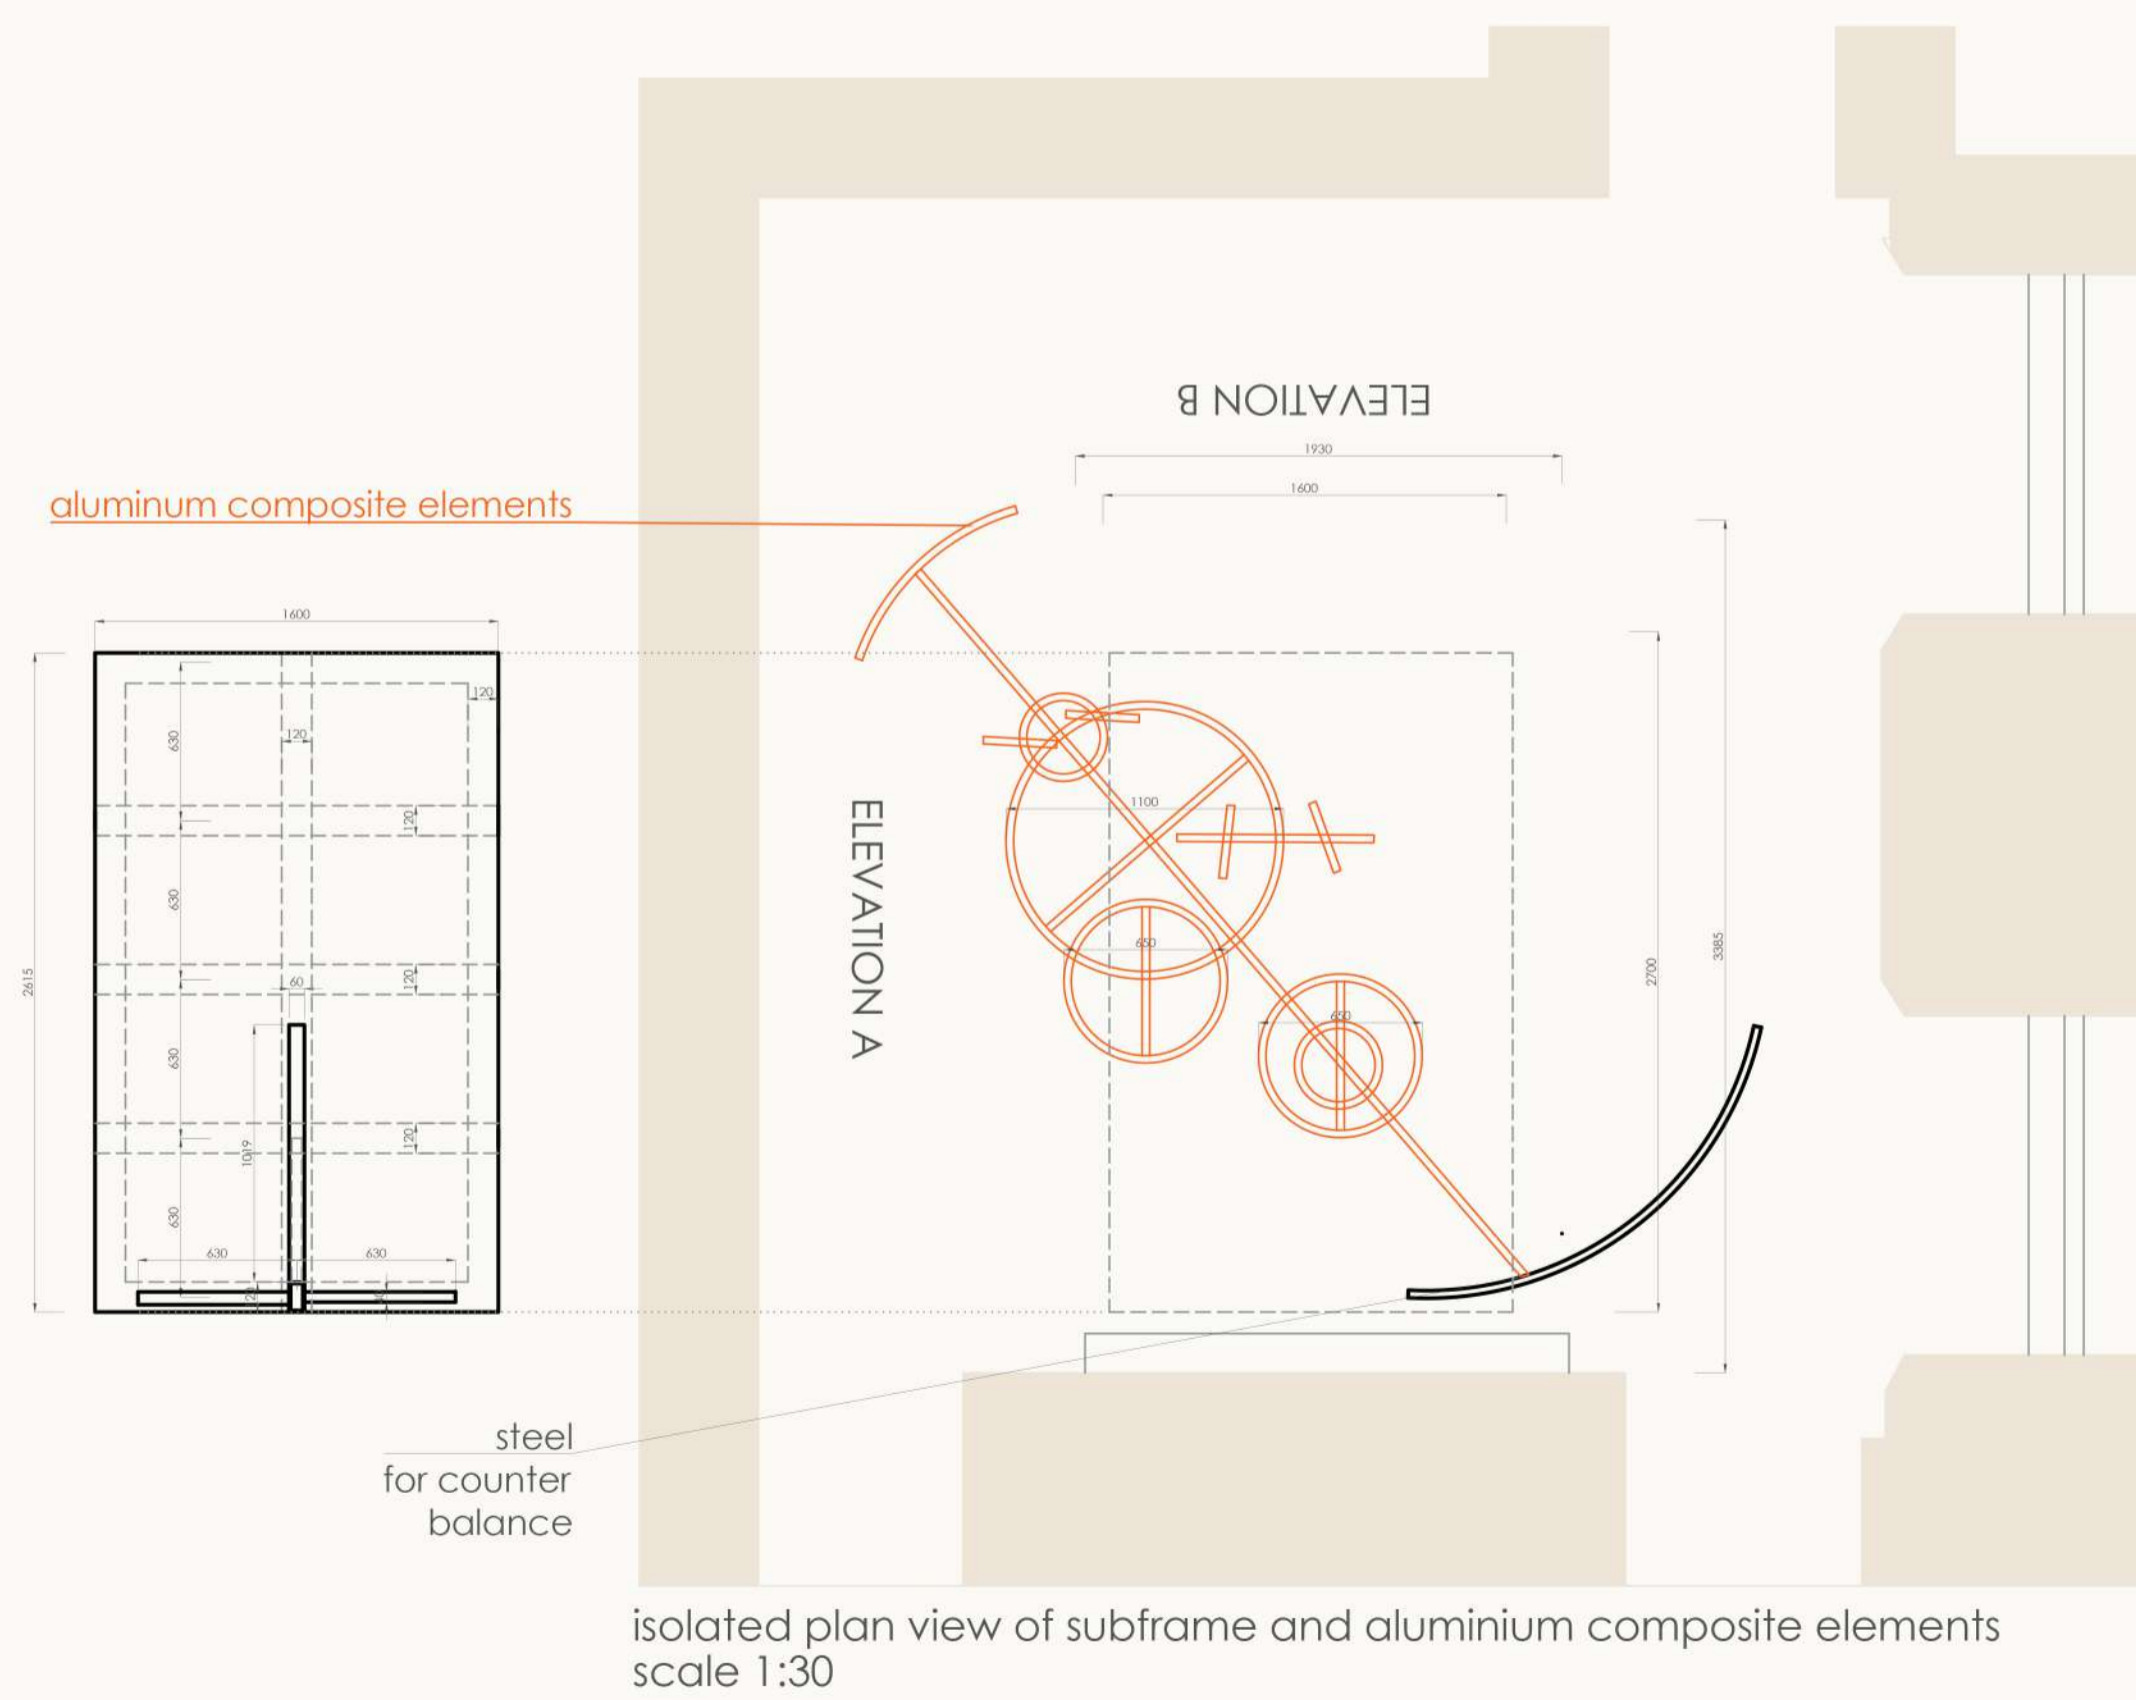 ELEVATION B
1930
1600
aluminum composite elements
1600
120
630
120
1100
120
ELEVATION A
630
650
3385
2700
2615
60
120
650
630
120
1019
630
630
630
120
steel
for counter
balance
isolated plan view of subframe and aluminium composite elements
scale 1:30